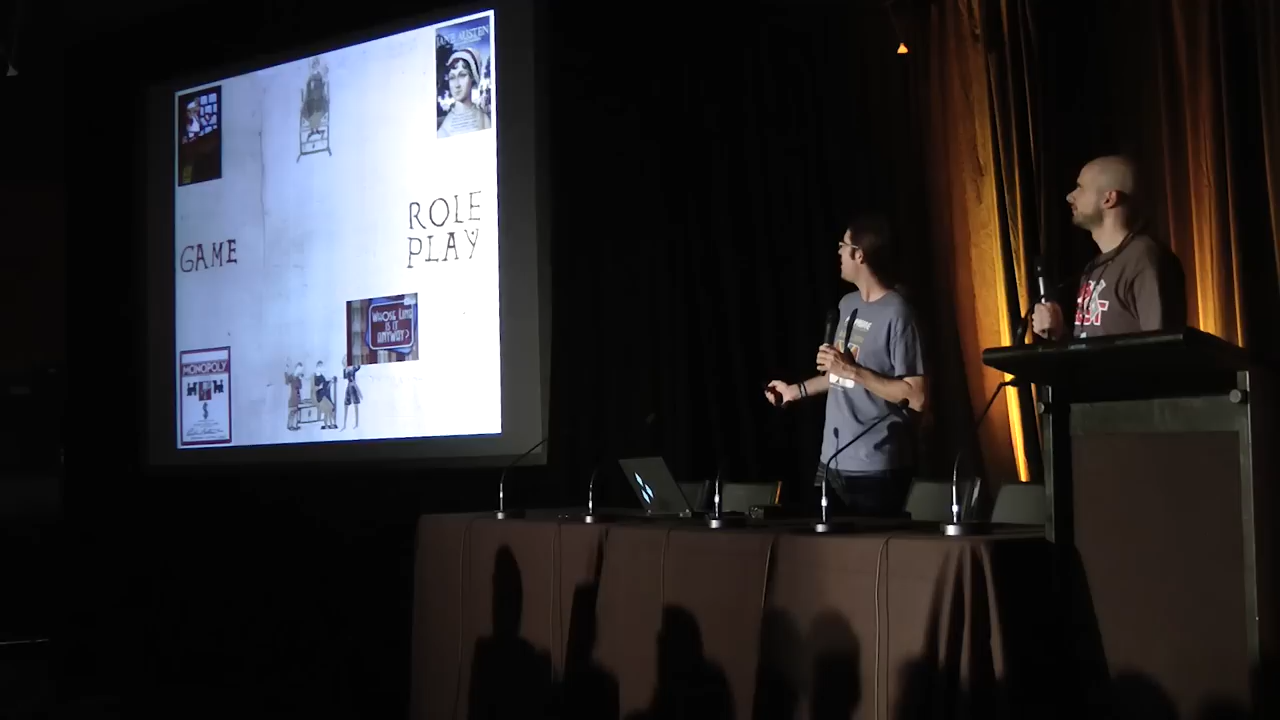 JANE AUSTEN
ROLE
PLAY
GAME
WHOSE LINE
IS IT
ANYWAY?
MONOPOLY
$